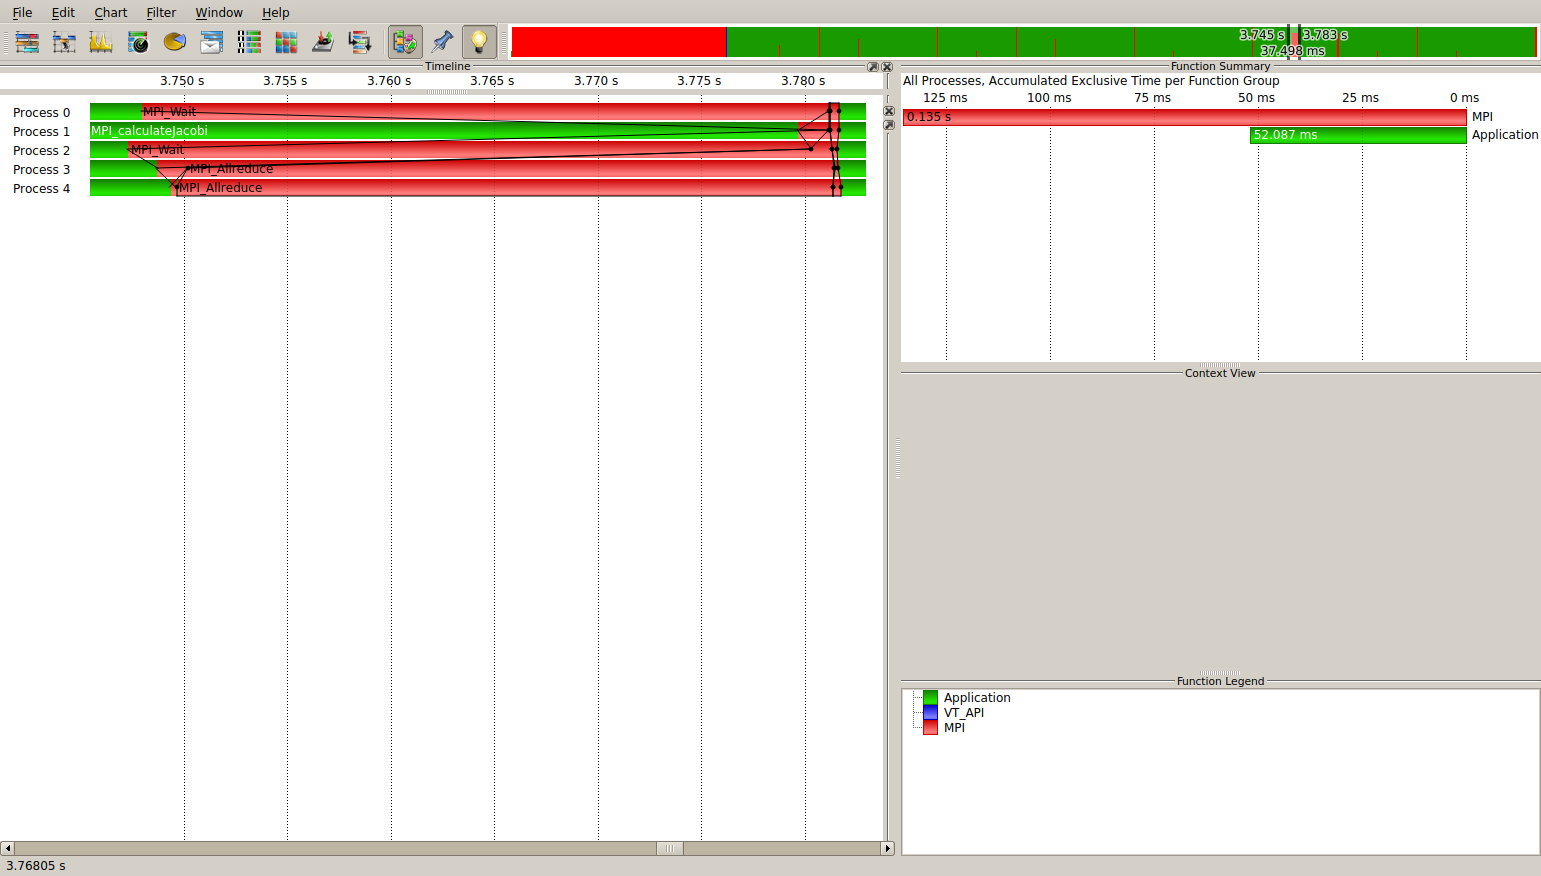 File Edit Chart Filter Window Help
3.745 s 3.783 s
37.498 ms
Timeline
3.750 s 3.755 s 3.760 s 3.765 s 3.770 s 3.775 s 3.780 s
Process 0 MPI_Wait
Process 1 MPI_calculateJacobi
Process 2 MPI_Wait
Process 3 MPI_Allreduce
Process 4 MPI_Allreduce
Function Summary
All Processes, Accumulated Exclusive Time per Function Group
125 ms 100 ms 75 ms 50 ms 25 ms 0 ms
0.135 s MPI
52.087 ms Application
Context View
Function Legend
Application
VT_API
MPI
3.76805 s